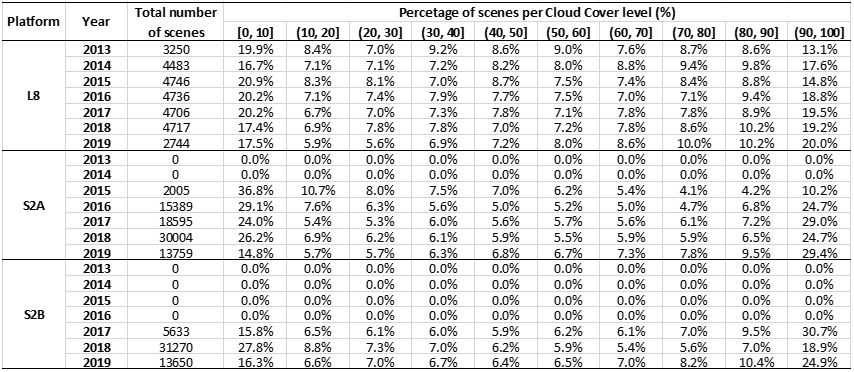 Platform Year Total number of scenes Percetage of scenes per Cloud Cover level (%)
[0, 10] (10, 20] (20, 30] (30, 40] (40, 50] (50, 60] (60, 70] (70, 80] (80, 90] (90, 100]
L8
2013 3250 19.9% 8.4% 7.0% 9.2% 8.6% 9.0% 7.6% 8.7% 8.6% 13.1%
2014 4483 16.7% 7.1% 7.1% 7.2% 8.2% 8.0% 8.8% 9.4% 9.8% 17.6%
2015 4746 20.9% 8.3% 8.1% 7.0% 8.7% 7.5% 7.4% 8.4% 8.8% 14.8%
2016 4736 20.2% 7.1% 7.4% 7.9% 7.7% 7.5% 7.0% 7.1% 9.4% 18.8%
2017 4706 20.2% 6.7% 7.0% 7.3% 7.8% 7.1% 7.8% 7.8% 8.9% 19.5%
2018 4717 17.4% 6.9% 7.8% 7.8% 7.0% 7.2% 7.8% 8.6% 10.2% 19.2%
2019 2744 17.5% 5.9% 5.6% 6.9% 7.2% 8.0% 8.6% 10.0% 10.2% 20.0%
S2A
2013 0 0.0% 0.0% 0.0% 0.0% 0.0% 0.0% 0.0% 0.0% 0.0% 0.0%
2014 0 0.0% 0.0% 0.0% 0.0% 0.0% 0.0% 0.0% 0.0% 0.0% 0.0%
2015 2005 36.8% 10.7% 8.0% 7.5% 7.0% 6.2% 5.4% 4.1% 4.2% 10.2%
2016 15389 29.1% 7.6% 6.3% 5.6% 5.0% 5.2% 5.0% 4.7% 6.8% 24.7%
2017 18595 24.0% 5.4% 5.3% 6.0% 5.6% 5.7% 5.6% 6.1% 7.2% 29.0%
2018 30004 26.2% 6.9% 6.2% 6.1% 5.9% 5.5% 5.9% 5.9% 6.5% 24.7%
2019 13759 14.8% 5.7% 5.7% 6.3% 6.8% 6.7% 7.3% 7.8% 9.5% 29.4%
S2B
2013 0 0.0% 0.0% 0.0% 0.0% 0.0% 0.0% 0.0% 0.0% 0.0% 0.0%
2014 0 0.0% 0.0% 0.0% 0.0% 0.0% 0.0% 0.0% 0.0% 0.0% 0.0%
2015 0 0.0% 0.0% 0.0% 0.0% 0.0% 0.0% 0.0% 0.0% 0.0% 0.0%
2016 0 0.0% 0.0% 0.0% 0.0% 0.0% 0.0% 0.0% 0.0% 0.0% 0.0%
2017 5633 15.8% 6.5% 6.1% 6.0% 5.9% 6.2% 6.1% 7.0% 9.5% 30.7%
2018 31270 27.8% 8.8% 7.3% 7.0% 6.2% 5.9% 5.4% 5.6% 7.0% 18.9%
2019 13650 16.3% 6.6% 7.0% 6.7% 6.4% 6.5% 7.0% 8.2% 10.4% 24.9%